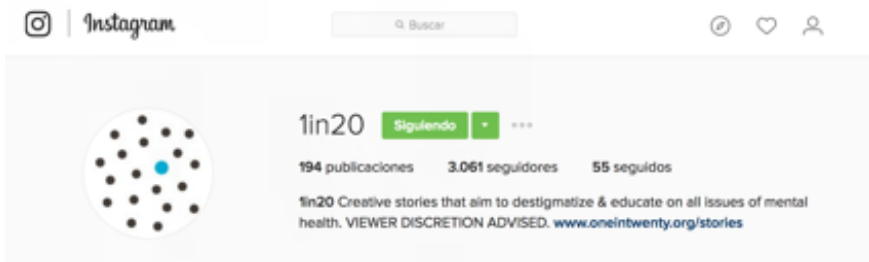 Instagram
Buscar
1in20 Siguiendo
194 publicaciones 3.061 seguidores 55 seguidos
1in20 Creative stories that aim to destigmatize & educate on all issues of mental
health. VIEWER DISCRETION ADVISED. www.oneintwenty.org/stories